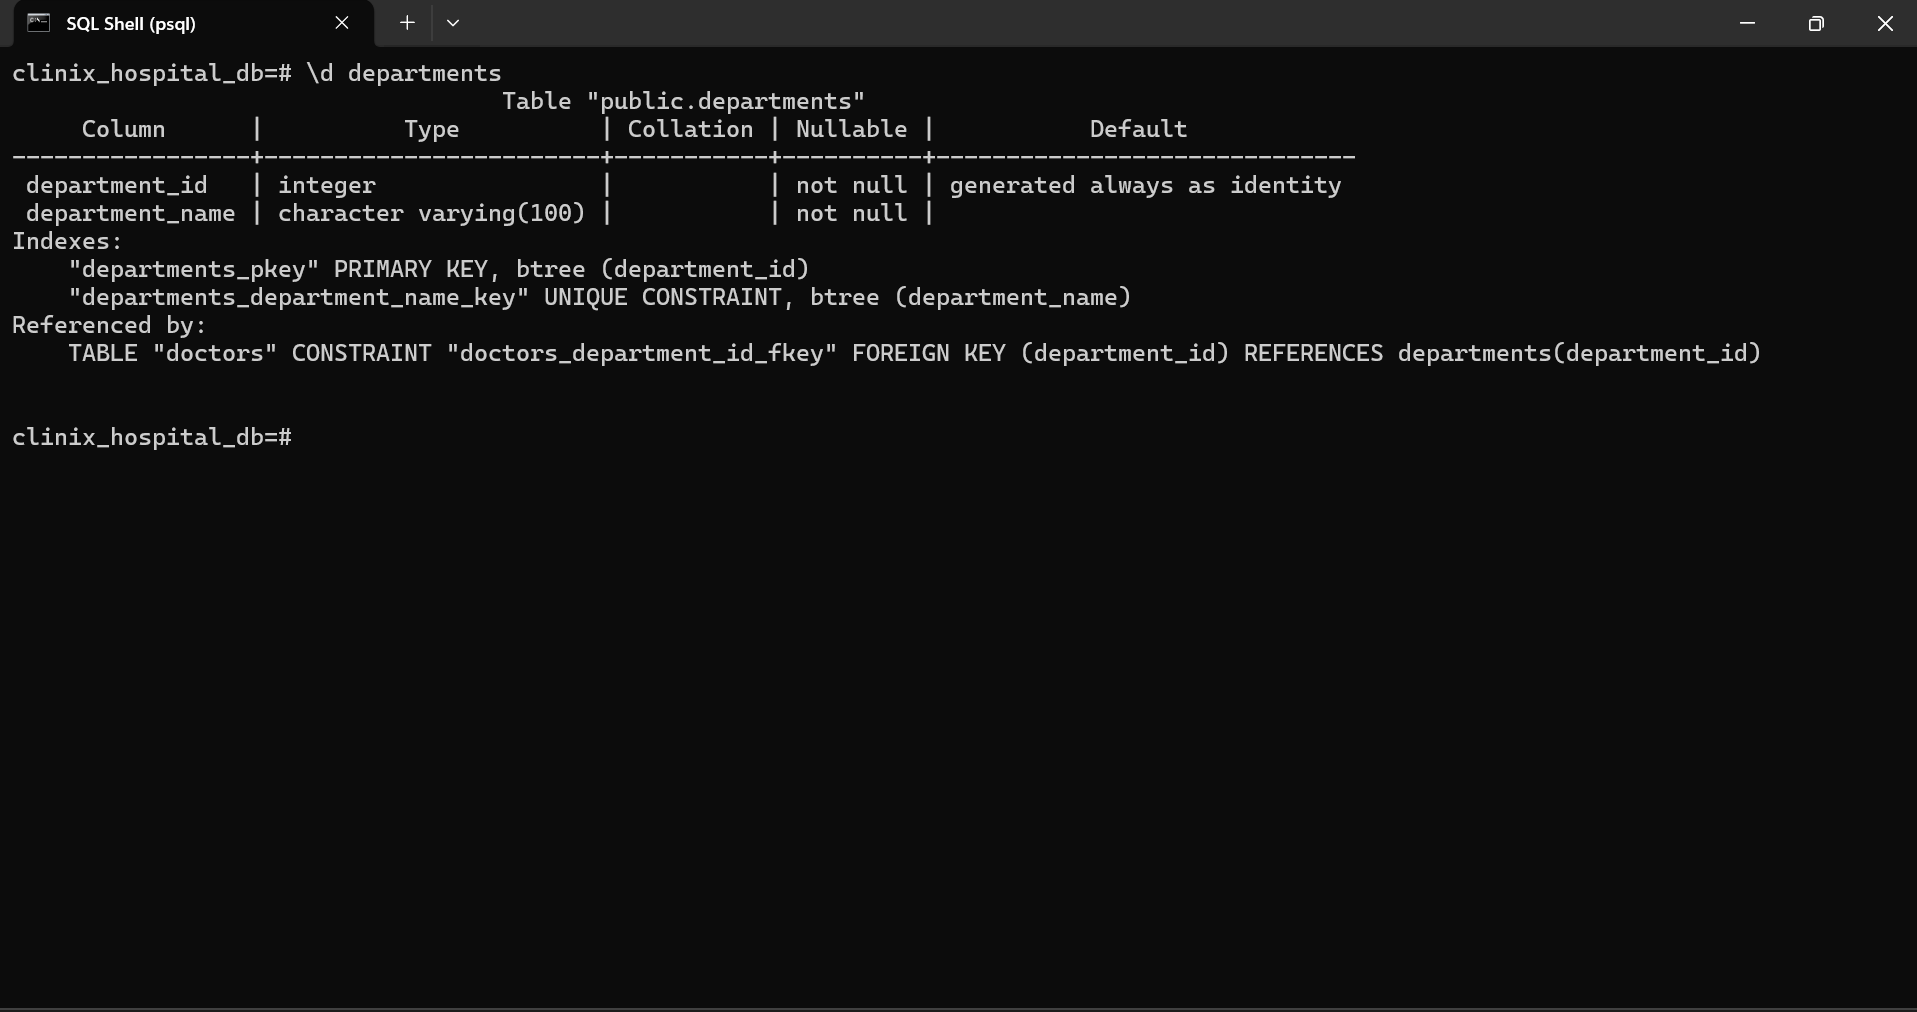 SQL Shell (psql)
clinix_hospital_db=# \d departments
                                   Table "public.departments"
     Column      |          Type          | Collation | Nullable |           Default
-----------------+------------------------+-----------+----------+------------------------------
 department_id   | integer                |           | not null | generated always as identity
 department_name | character varying(100) |           | not null |
Indexes:
    "departments_pkey" PRIMARY KEY, btree (department_id)
    "departments_department_name_key" UNIQUE CONSTRAINT, btree (department_name)
Referenced by:
    TABLE "doctors" CONSTRAINT "doctors_department_id_fkey" FOREIGN KEY (department_id) REFERENCES departments(department_id)
clinix_hospital_db=#